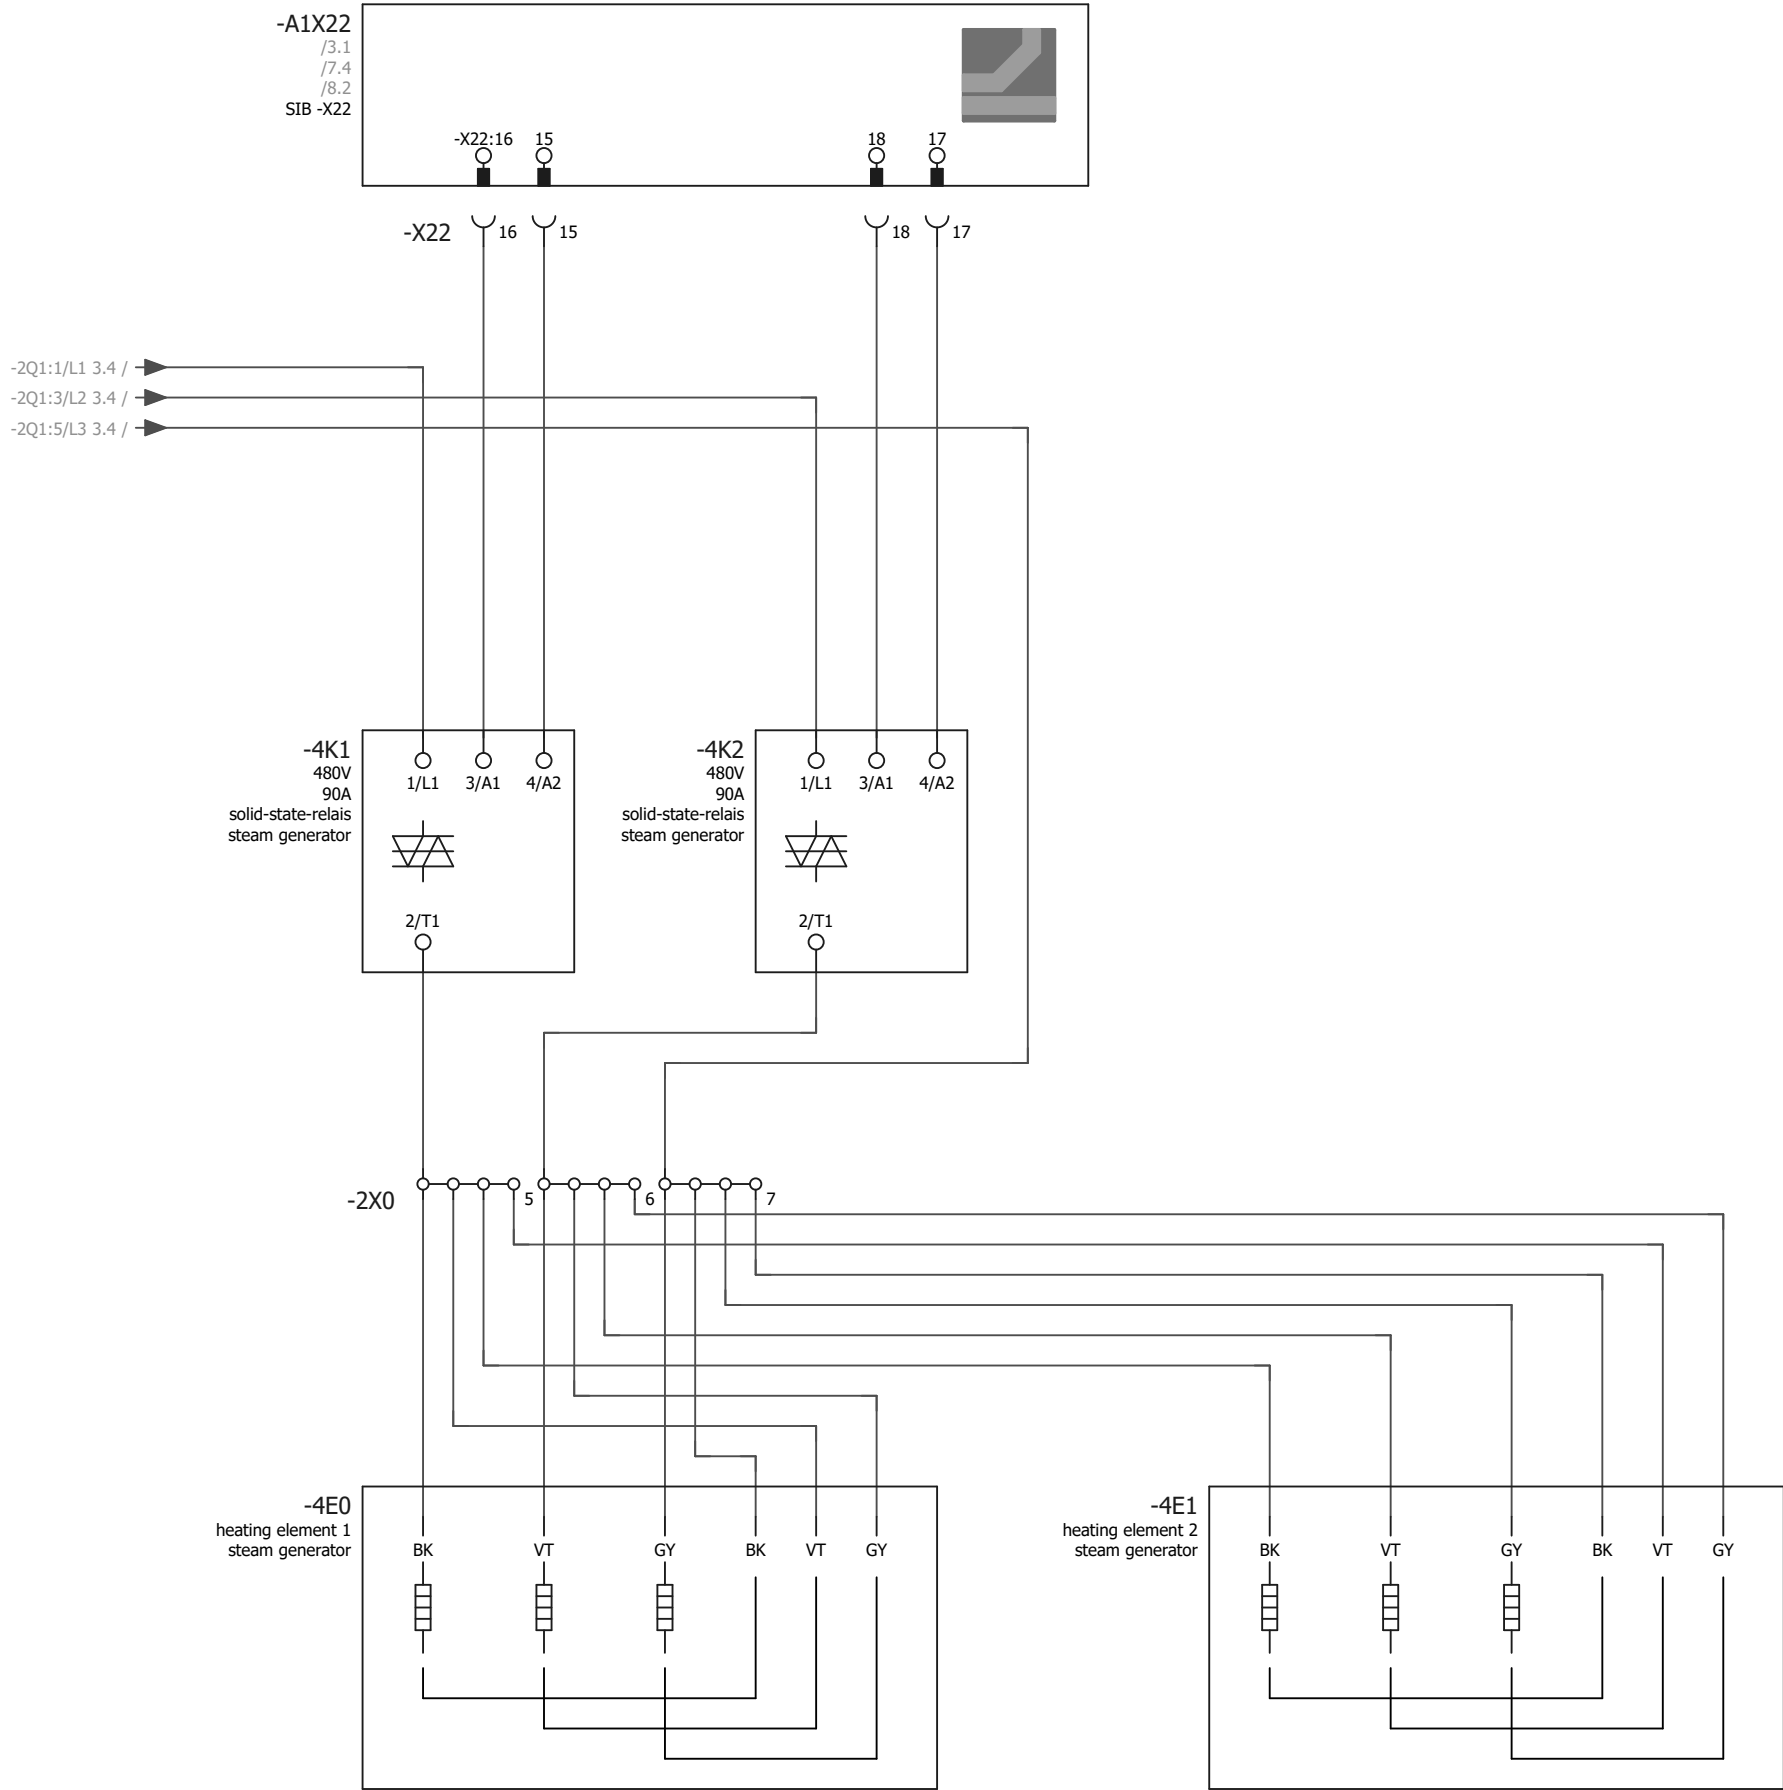 -A1X22
/3.1
/7.4
/8.2
SIB -X22
-X22:16 15 18 17
-X22 16 15 18 17
-2Q1:1/L1 3.4 /
-2Q1:3/L2 3.4 /
-2Q1:5/L3 3.4 /
-4K1
480V
90A
solid-state-relais
steam generator
1/L1 3/A1 4/A2
2/T1
-4K2
480V
90A
solid-state-relais
steam generator
1/L1 3/A1 4/A2
2/T1
-2X0 5 6 7
-4E0
heating element 1
steam generator
BK VT GY BK VT GY
-4E1
heating element 2
steam generator
BK VT GY BK VT GY